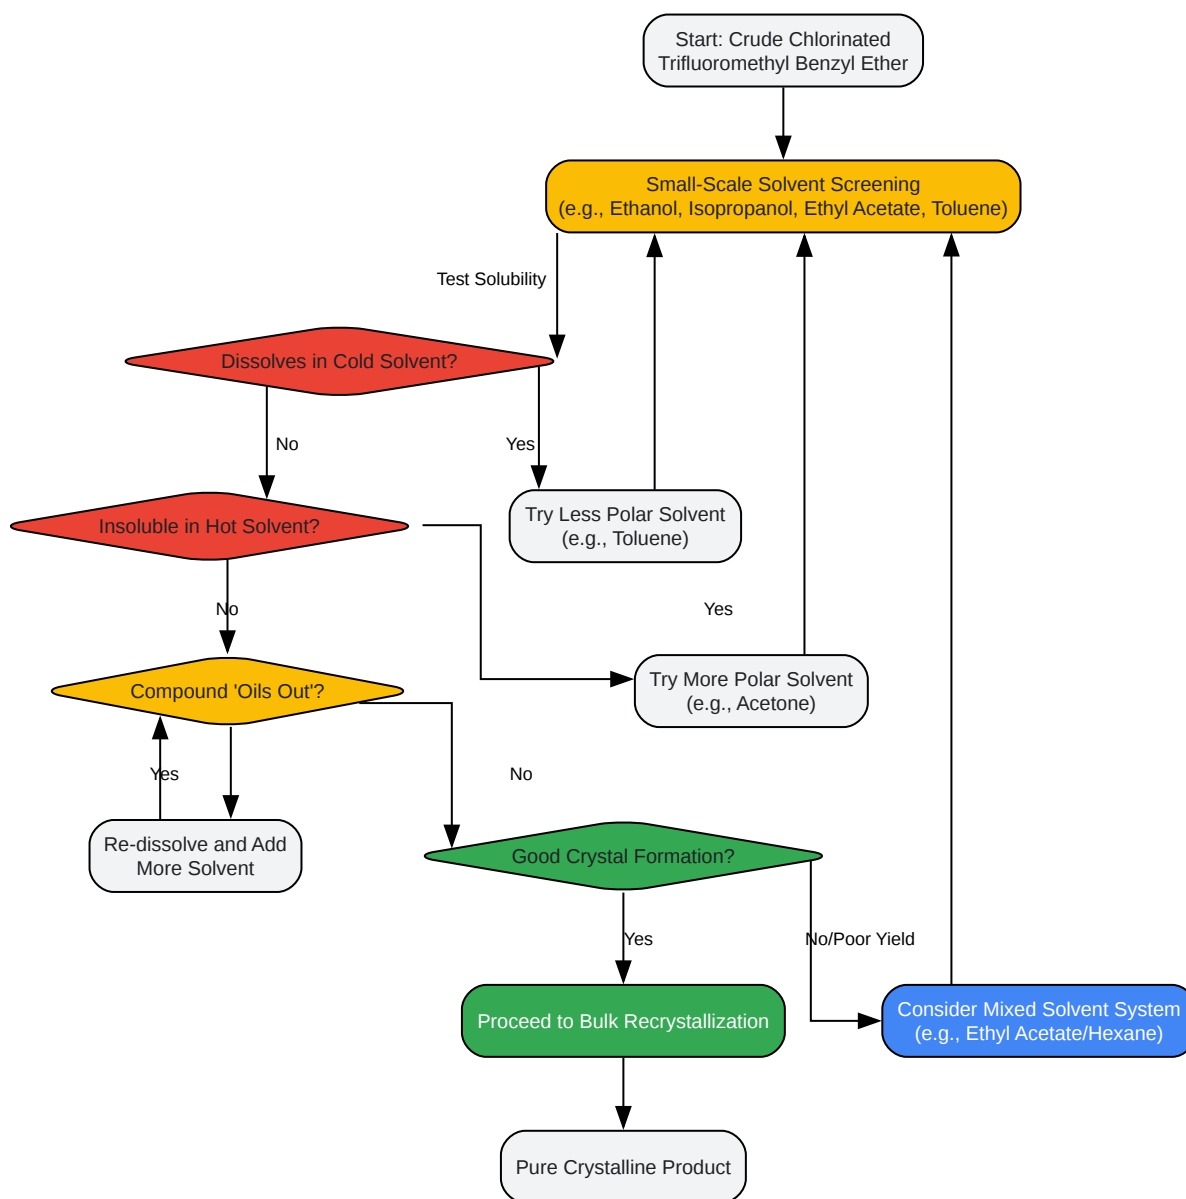 Start: Crude Chlorinated
Trifluoromethyl Benzyl Ether
Small-Scale Solvent Screening
(e.g., Ethanol, Isopropanol, Ethyl Acetate, Toluene)
Test Solubility
Dissolves in Cold Solvent?
No
Yes
Insoluble in Hot Solvent?
Try Less Polar Solvent
(e.g., Toluene)
No
Yes
Compound 'Oils Out'?
Try More Polar Solvent
(e.g., Acetone)
Yes
No
Re-dissolve and Add
More Solvent
Good Crystal Formation?
Yes
No/Poor Yield
Proceed to Bulk Recrystallization
Consider Mixed Solvent System
(e.g., Ethyl Acetate/Hexane)
Pure Crystalline Product